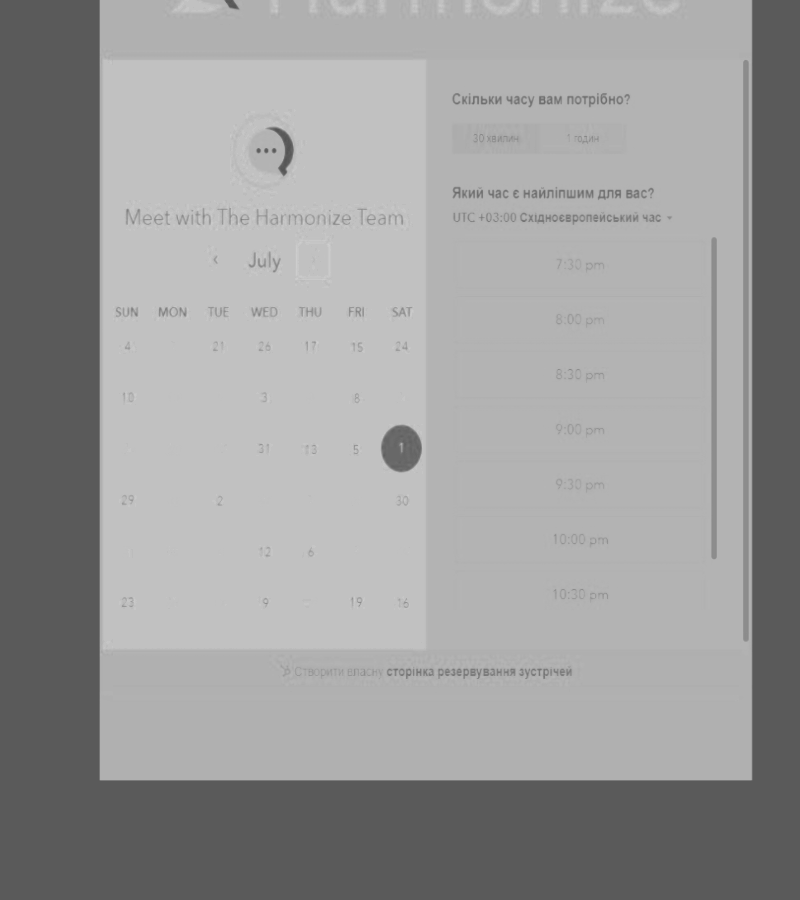 Harmonize
Meet with The Harmonize Team
‹ July ›
SUN MON TUE WED THU FRI SAT
4 21 26 17 15 24
10 3 8
31 13 5 1
29 2 30
12 6
23 9 19 16
Скільки часу вам потрібно?
30 хвилин 1 годин
Який час є найліпшим для вас?
UTC +03:00 Східноєвропейський час
7:30 pm
8:00 pm
8:30 pm
9:00 pm
9:30 pm
10:00 pm
10:30 pm
Створити власну сторінка резервування зустрічей